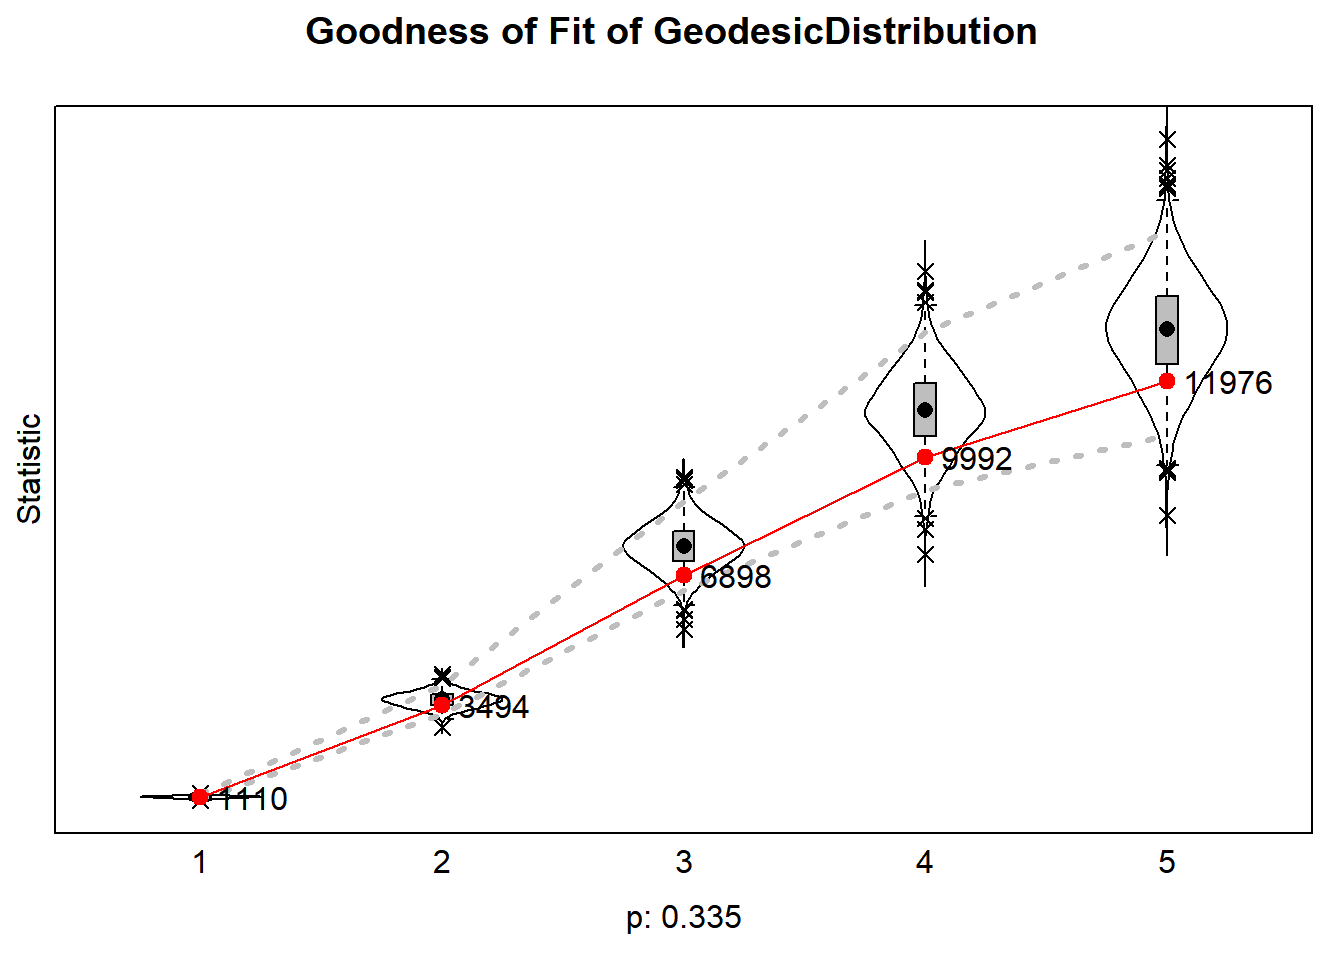 Goodness of Fit of GeodesicDistribution
Statistic
1110
3494
6898
9992
11976
1 2 3 4 5
p: 0.335